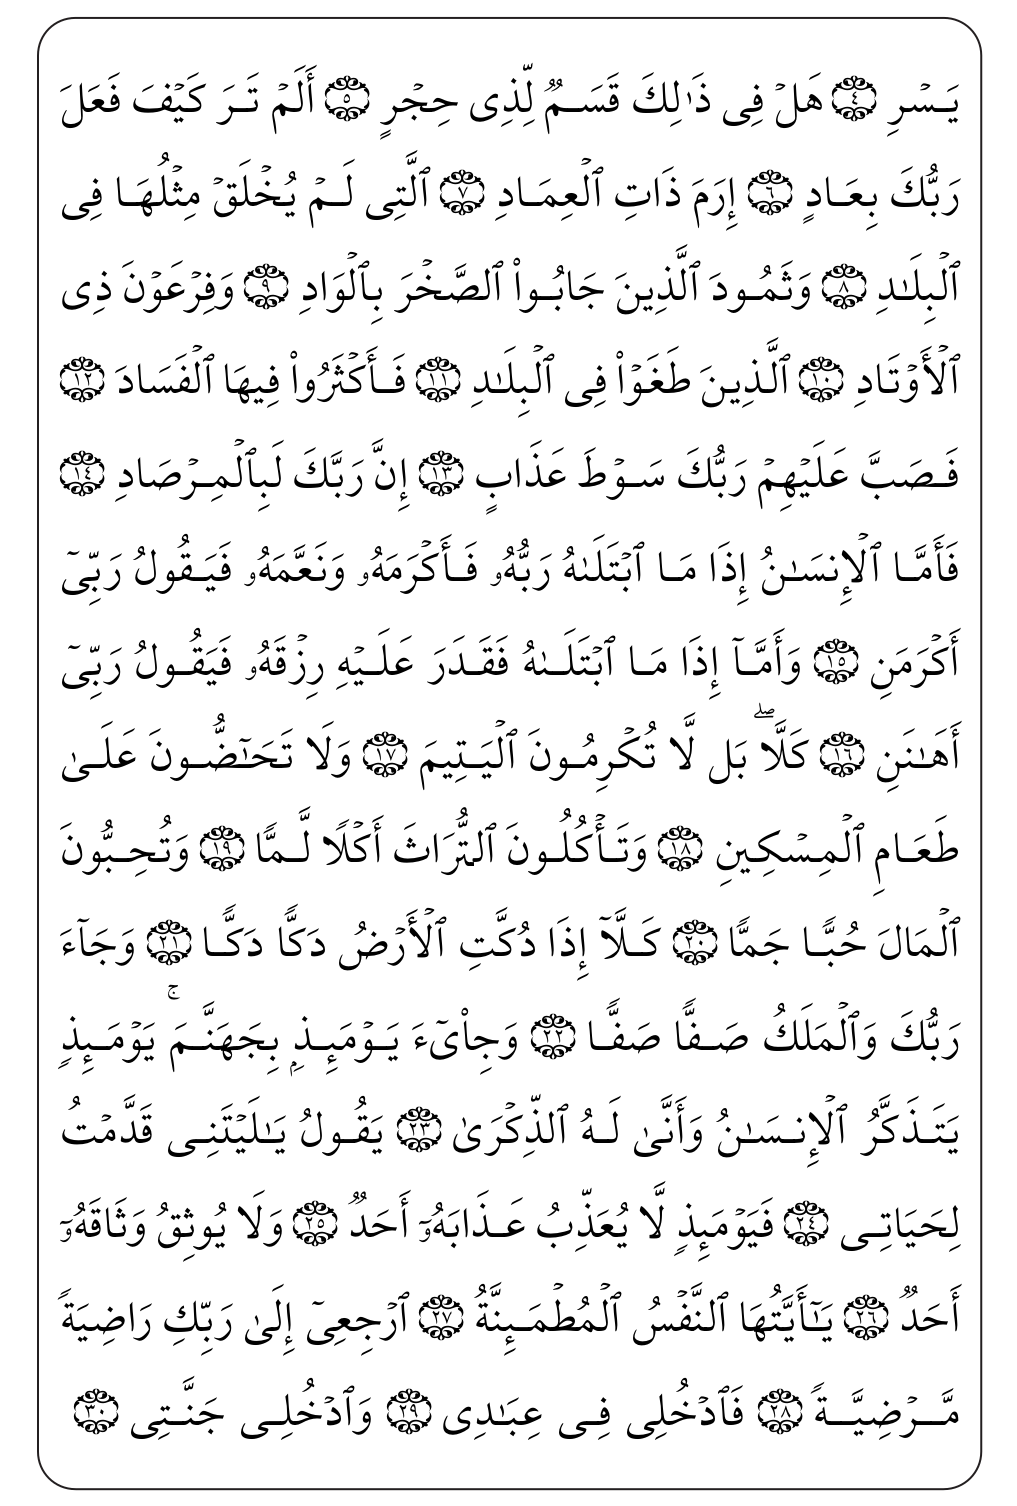 يَسۡرِ ٤ هَلۡ فِى ذَٰلِكَ قَسَمٌ لِّذِى حِجۡرٍ ٥ أَلَمۡ تَرَ كَيۡفَ فَعَلَ
رَبُّكَ بِعَادٍ ٦ إِرَمَ ذَاتِ ٱلۡعِمَادِ ٧ ٱلَّتِى لَمۡ يُخۡلَقۡ مِثۡلُهَا فِى
ٱلۡبِلَـٰدِ ٨ وَثَمُودَ ٱلَّذِينَ جَابُواْ ٱلصَّخۡرَ بِٱلۡوَادِ ٩ وَفِرۡعَوۡنَ ذِى
ٱلۡأَوۡتَادِ ١٠ ٱلَّذِينَ طَغَوۡاْ فِى ٱلۡبِلَـٰدِ ١١ فَأَكۡثَرُواْ فِيهَا ٱلۡفَسَادَ ١٢
فَصَبَّ عَلَيۡهِمۡ رَبُّكَ سَوۡطَ عَذَابٍ ١٣ إِنَّ رَبَّكَ لَبِٱلۡمِرۡصَادِ ١٤
فَأَمَّا ٱلۡإِنسَـٰنُ إِذَا مَا ٱبۡتَلَىٰهُ رَبُّهُۥ فَأَكۡرَمَهُۥ وَنَعَّمَهُۥ فَيَقُولُ رَبِّىٓ
أَكۡرَمَنِ ١٥ وَأَمَّآ إِذَا مَا ٱبۡتَلَىٰهُ فَقَدَرَ عَلَيۡهِ رِزۡقَهُۥ فَيَقُولُ رَبِّىٓ
أَهَـٰنَنِ ١٦ كَلَّاۖ بَل لَّا تُكۡرِمُونَ ٱلۡيَتِيمَ ١٧ وَلَا تَحَـٰٓضُّونَ عَلَىٰ
طَعَامِ ٱلۡمِسۡكِينِ ١٨ وَتَأۡكُلُونَ ٱلتُّرَاثَ أَكۡلًا لَّمًّا ١٩ وَتُحِبُّونَ
ٱلۡمَالَ حُبًّا جَمًّا ٢٠ كَلَّآ إِذَا دُكَّتِ ٱلۡأَرۡضُ دَكًّا دَكًّا ٢١ وَجَآءَ
رَبُّكَ وَٱلۡمَلَكُ صَفًّا صَفًّا ٢٢ وَجِاْىٓءَ يَوۡمَئِذِۭ بِجَهَنَّمَۚ يَوۡمَئِذٍ
يَتَذَكَّرُ ٱلۡإِنسَـٰنُ وَأَنَّىٰ لَهُ ٱلذِّكۡرَىٰ ٢٣ يَقُولُ يَـٰلَيۡتَنِى قَدَّمۡتُ
لِحَيَاتِى ٢٤ فَيَوۡمَئِذٍ لَّا يُعَذِّبُ عَذَابَهُۥٓ أَحَدٌ ٢٥ وَلَا يُوثِقُ وَثَاقَهُۥٓ
أَحَدٌ ٢٦ يَـٰٓأَيَّتُهَا ٱلنَّفۡسُ ٱلۡمُطۡمَئِنَّةُ ٢٧ ٱرۡجِعِىٓ إِلَىٰ رَبِّكِ رَاضِيَةً
مَّرۡضِيَّةً ٢٨ فَٱدۡخُلِى فِى عِبَـٰدِى ٢٩ وَٱدۡخُلِى جَنَّتِى ٣٠